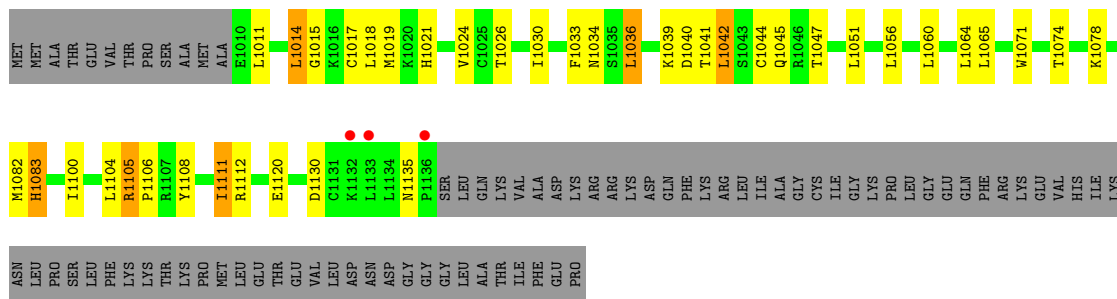 MET MET ALA THR GLU VAL THR PRO SER ALA MET ALA E1010 L1011 L1014 G1015 K1016 C1017 L1018 M1019 K1020 H1021 V1024 C1025 T1026 I1030 F1033 N1034 S1035 L1036 K1039 D1040 T1041 L1042 S1043 C1044 Q1045 R1046 T1047 L1051 L1056 L1060 L1064 L1065 W1071 T1074 K1078
M1082 H1083 I1100 L1104 R1105 P1106 R1107 Y1108 I1111 R1112 E1120 D1130 C1131 K1132 L1133 L1134 N1135 P1136 SER LEU GLN LYS VAL ALA ASP LYS ARG ARG LYS ASP GLN PHE LYS ARG LEU ILE ALA GLY CYS ILE GLY LYS PRO LEU GLY GLU GLN PHE ARG LYS GLU VAL HIS ILE LYS
ASN LEU PRO SER LEU PHE LYS LYS THR LYS PRO MET LEU GLU THR GLU VAL LEU ASP ASN ASP GLY GLY GLY LEU ALA THR ILE PHE GLU PRO